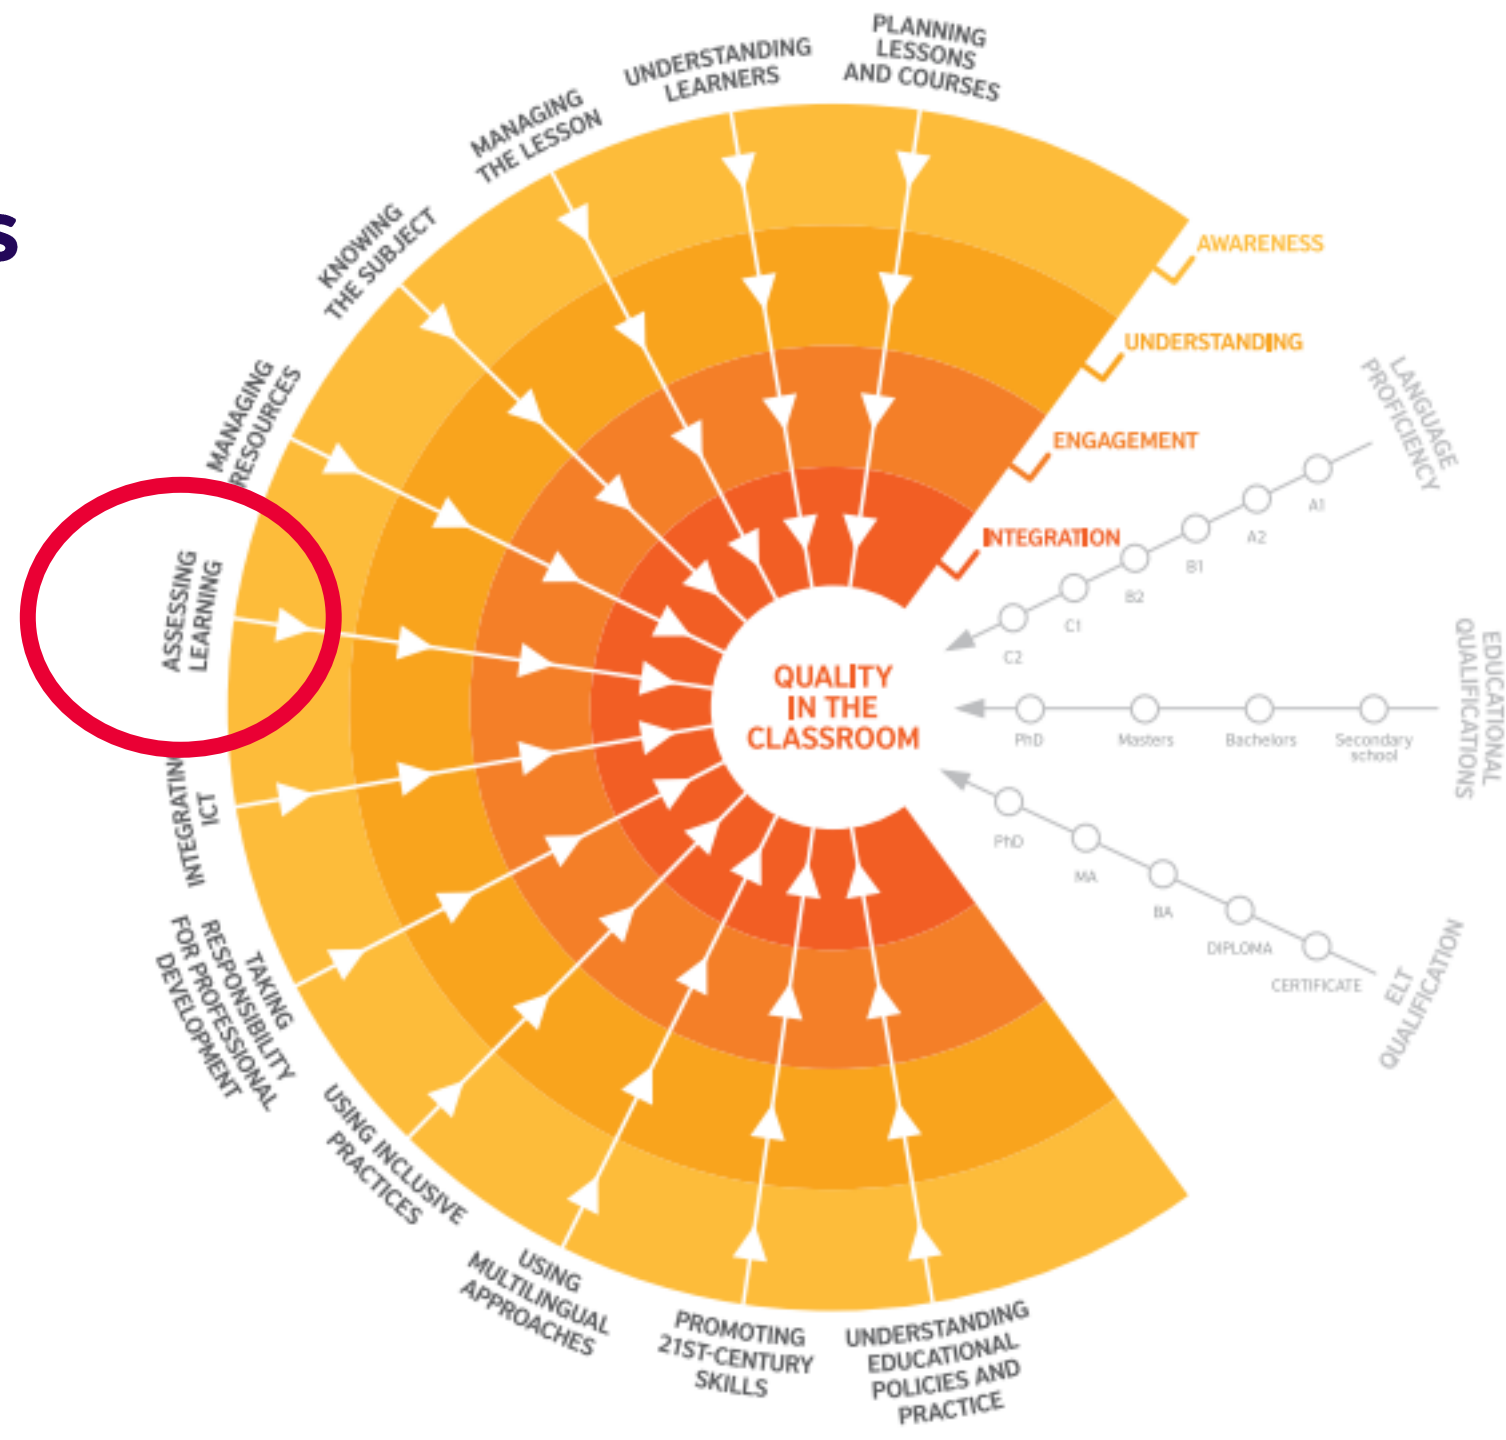 s
PLANNING
LESSONS
AND COURSES
UNDERSTANDING
LEARNERS
MANAGING
THE LESSON
KNOWING
THE SUBJECT
MANAGING
RESOURCES
ASSESSING
LEARNING
INTEGRATING
ICT
TAKING
RESPONSIBILITY
FOR PROFESSIONAL
DEVELOPMENT
USING INCLUSIVE
PRACTICES
USING
MULTILINGUAL
APPROACHES
PROMOTING
21ST-CENTURY
SKILLS
UNDERSTANDING
EDUCATIONAL
POLICIES AND
PRACTICE
AWARENESS
UNDERSTANDING
ENGAGEMENT
INTEGRATION
QUALITY
IN THE
CLASSROOM
LANGUAGE
PROFICIENCY
A1
A2
B1
B2
C1
C2
EDUCATIONAL
QUALIFICATIONS
PhD
Masters
Bachelors
Secondary
school
PhD
MA
BA
DIPLOMA
CERTIFICATE
ELT
QUALIFICATION